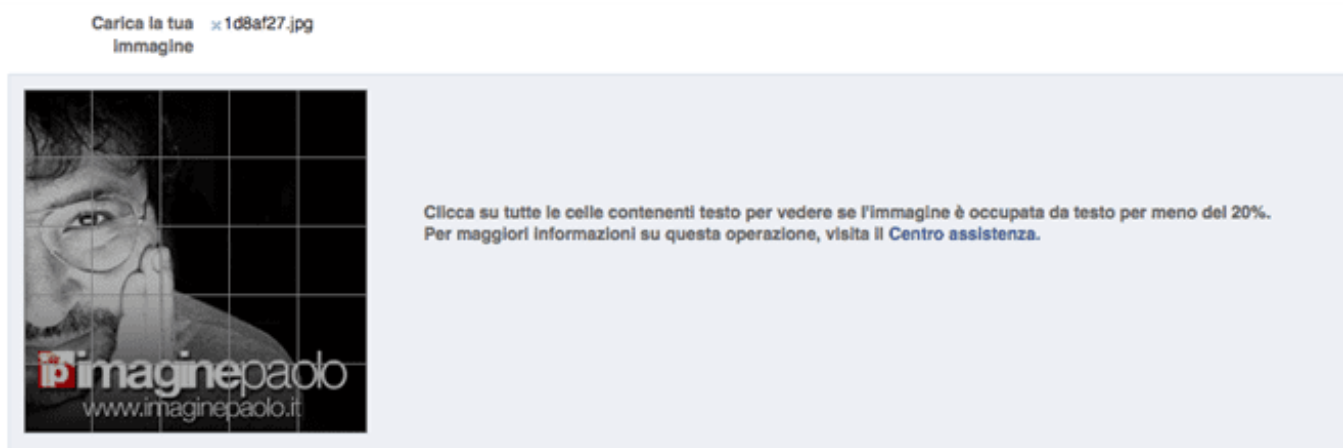 Carica la tua
immagine
× 1d8af27.jpg
Clicca su tutte le celle contenenti testo per vedere se l'immagine è occupata da testo per meno del 20%.
Per maggiori informazioni su questa operazione, visita il Centro assistenza.
ip imaginepaolo
www.imaginepaolo.it